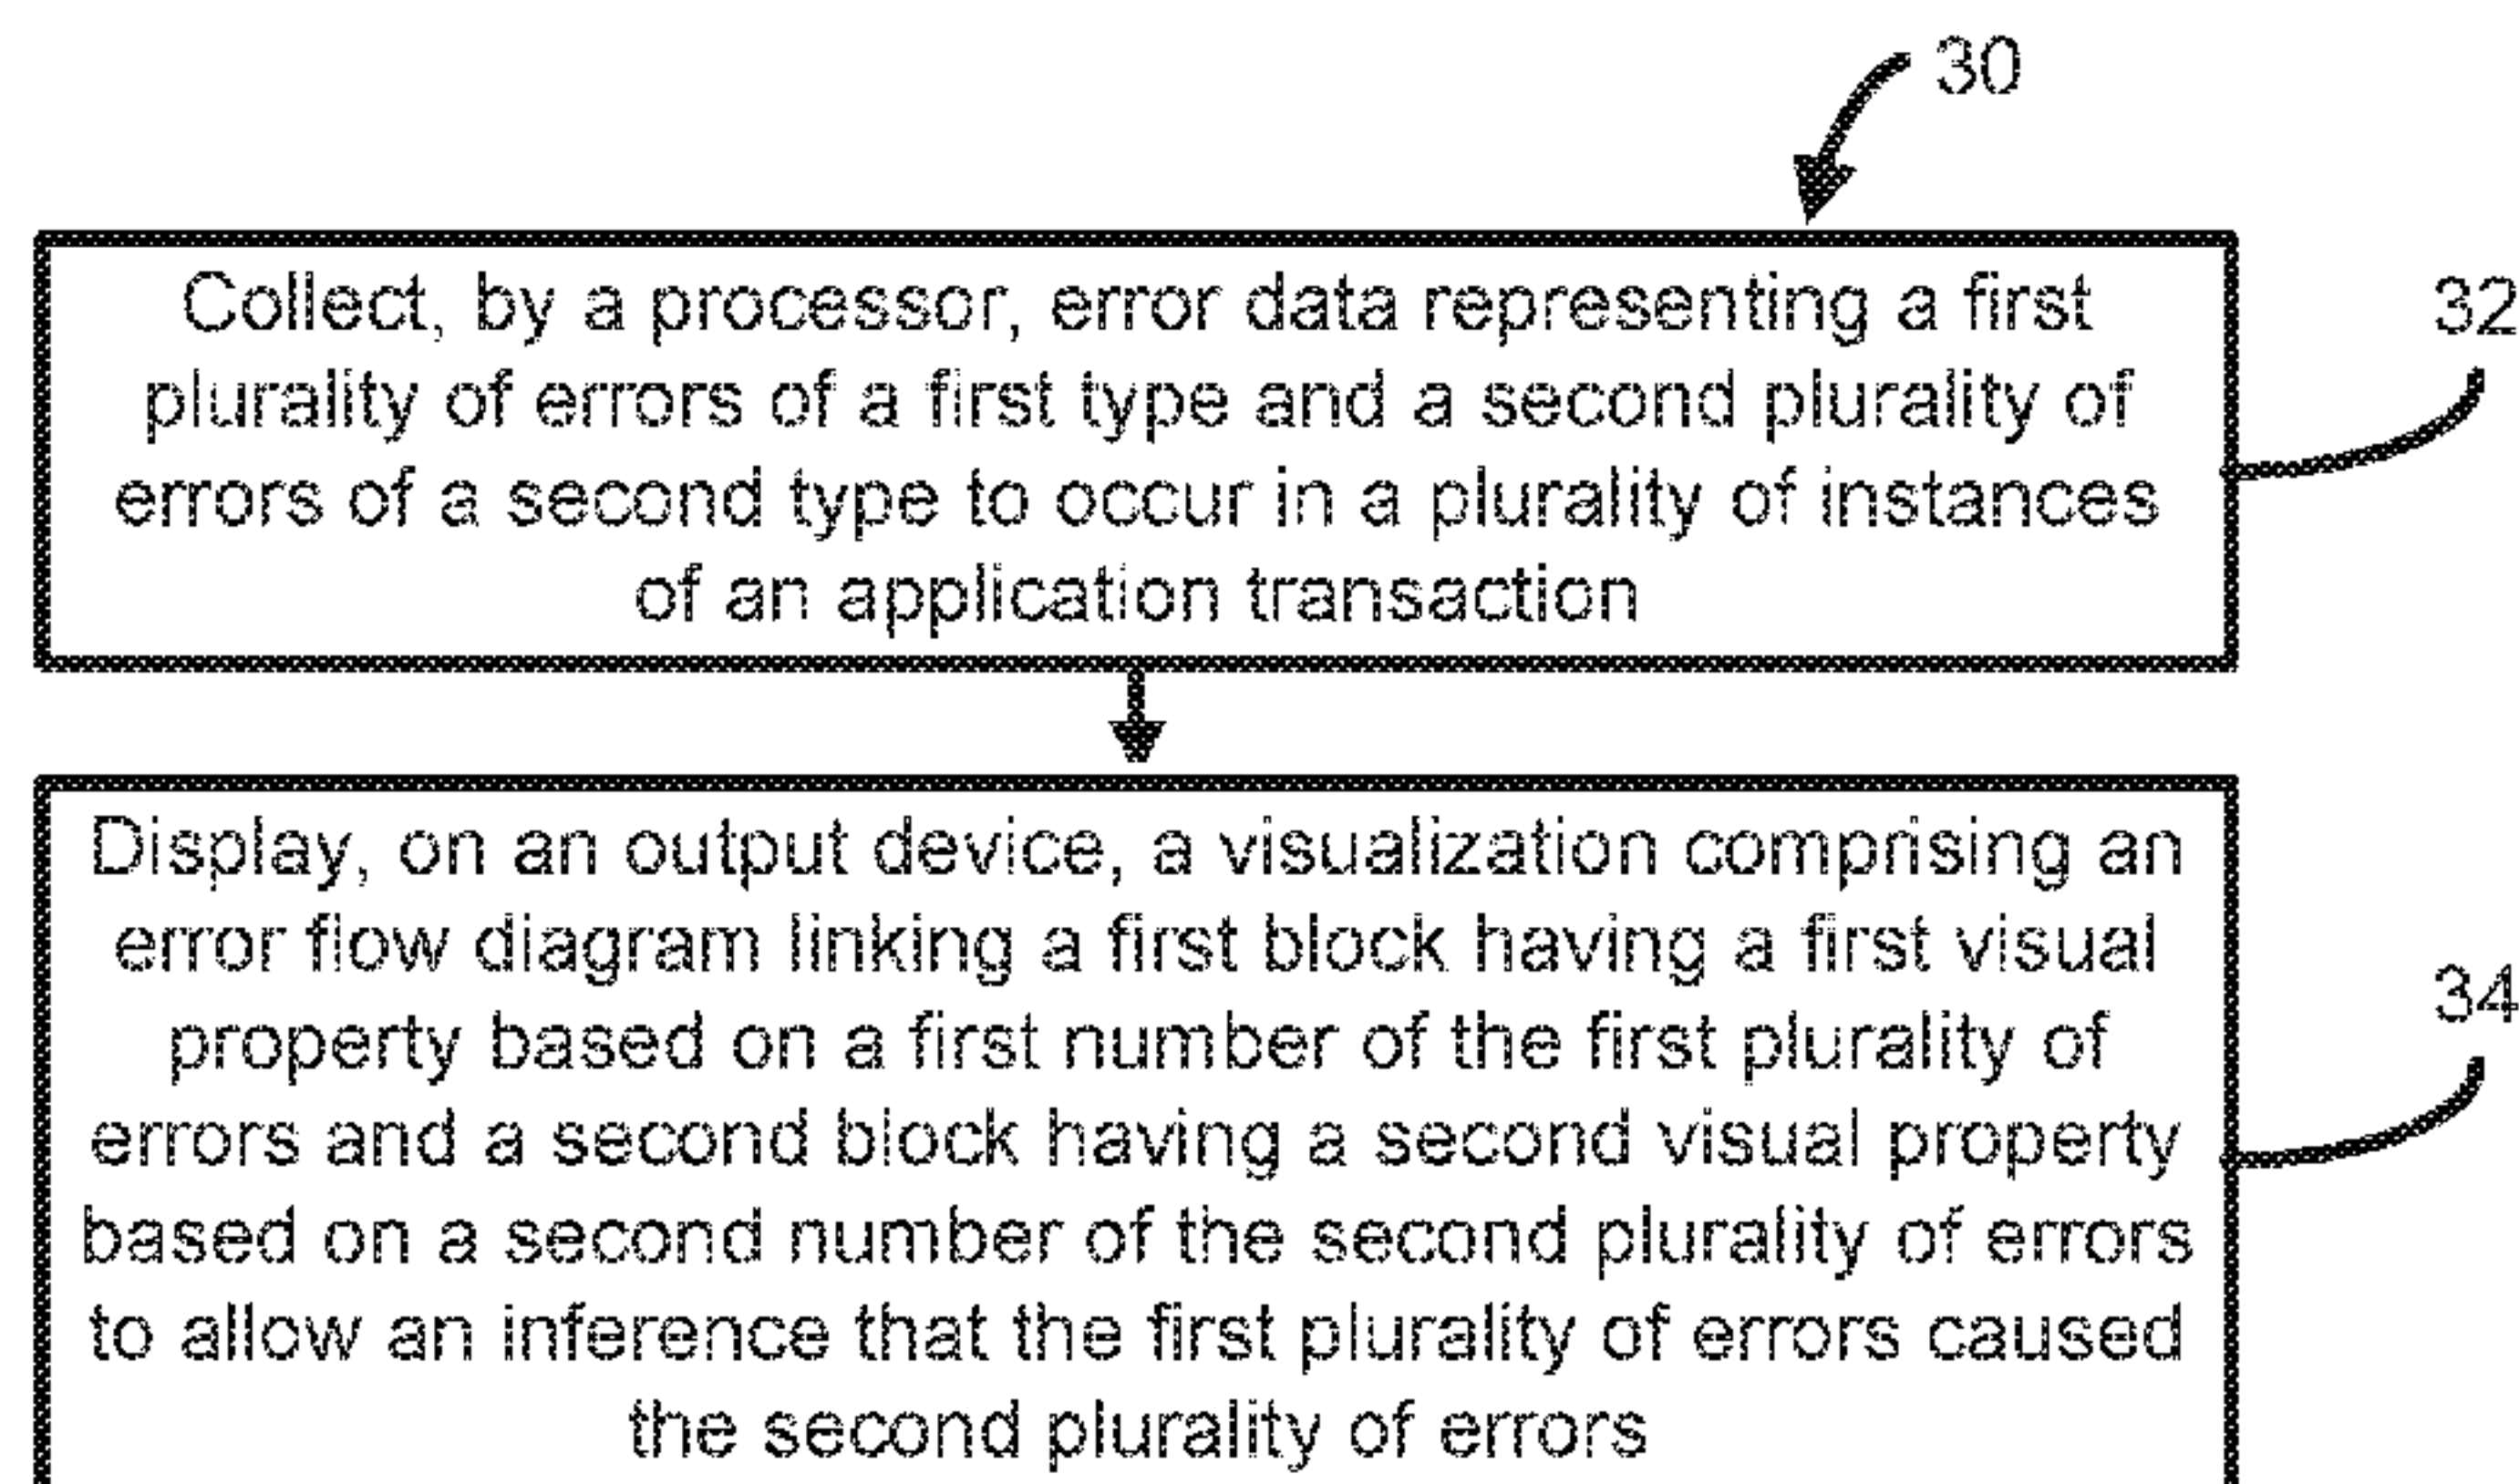 30
Collect, by a processor, error data representing a first
plurality of errors of a first type and a second plurality of
errors of a second type to occur in a plurality of instances
of an application transaction
32
Display, on an output device, a visualization comprising an
error flow diagram linking a first block having a first visual
property based on a first number of the first plurality of
errors and a second block having a second visual property
based on a second number of the second plurality of errors
to allow an inference that the first plurality of errors caused
the second plurality of errors
34